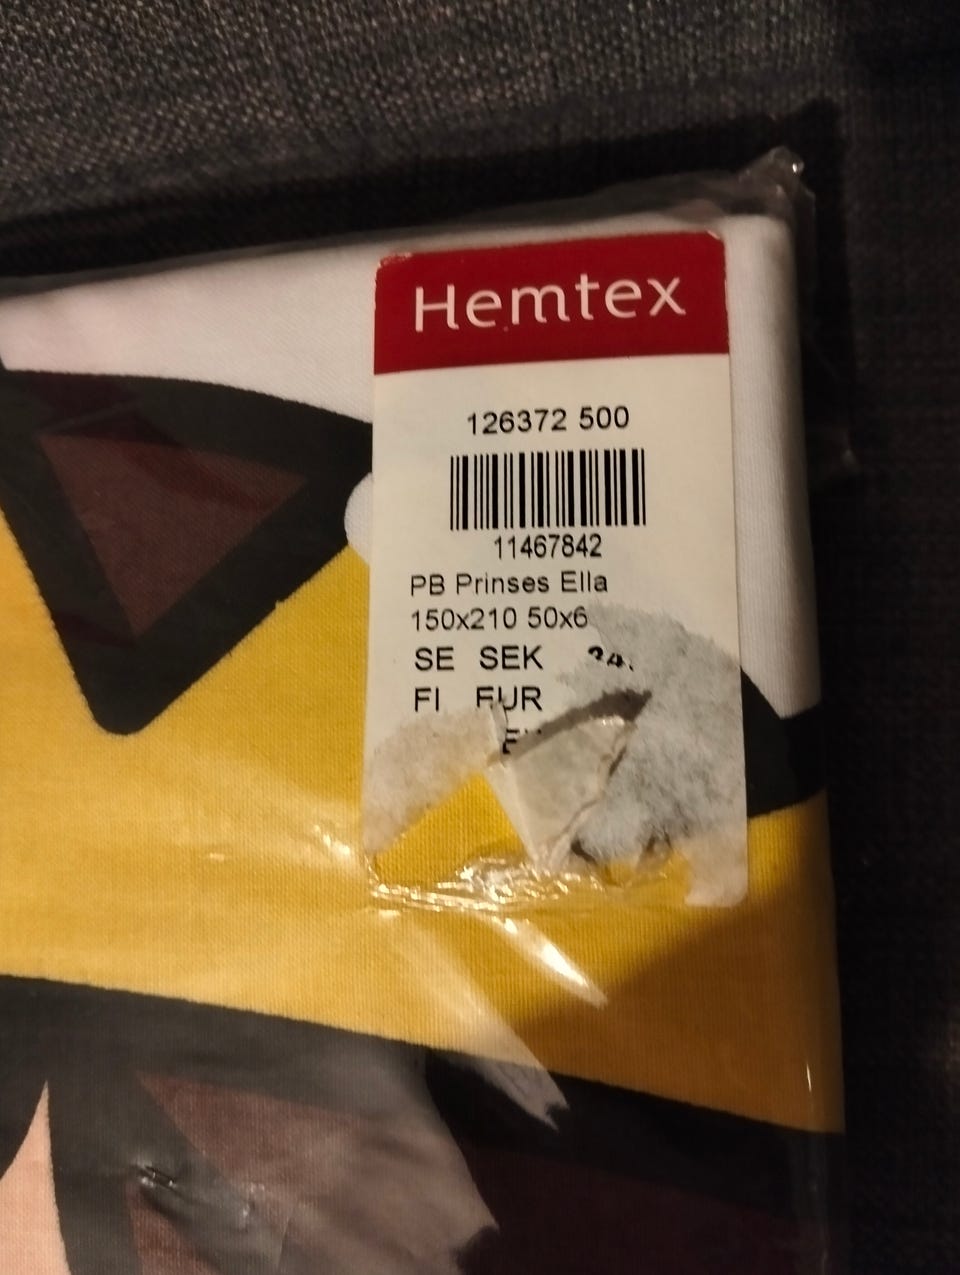 Hemtex
126372 500
11467842
PB Prinses Ella
150x210 50x6
SE SEK
FI EUR